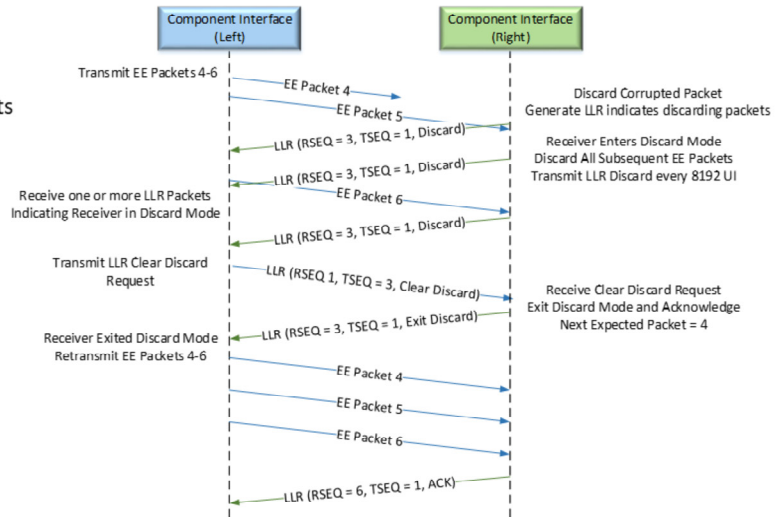 Component Interface
(Left)
Component Interface
(Right)
Transmit EE Packets 4-6
ts
EE Packet 4
EE Packet 5
Discard Corrupted Packet
Generate LLR indicates discarding packets
LLR (RSEQ = 3, TSEQ = 1, Discard)
Receiver Enters Discard Mode
Discard All Subsequent EE Packets
Transmit LLR Discard every 8192 UI
LLR (RSEQ = 3, TSEQ = 1, Discard)
EE Packet 6
Receive one or more LLR Packets
Indicating Receiver in Discard Mode
LLR (RSEQ = 3, TSEQ = 1, Discard)
Transmit LLR Clear Discard
Request
LLR (RSEQ 1, TSEQ = 3, Clear Discard)
Receive Clear Discard Request
Exit Discard Mode and Acknowledge
Next Expected Packet = 4
LLR (RSEQ = 3, TSEQ = 1, Exit Discard)
Receiver Exited Discard Mode
Retransmit EE Packets 4-6
EE Packet 4
EE Packet 5
EE Packet 6
LLR (RSEQ = 6, TSEQ = 1, ACK)